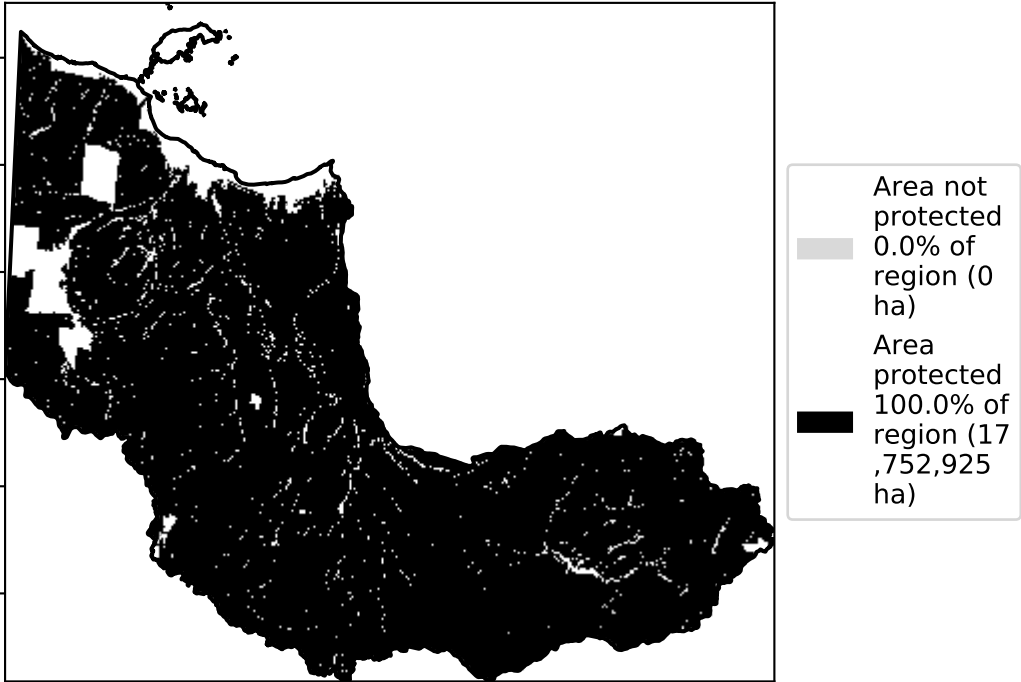 Area not
protected
0.0% of
region (0
ha)
Area
protected
100.0% of
region (17
,752,925
ha)